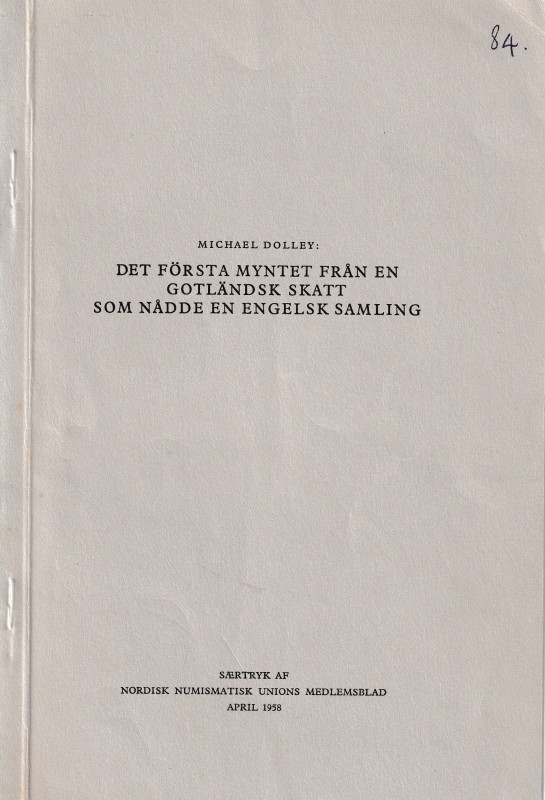 84.
MICHAEL DOLLEY:
DET FÖRSTA MYNTET FRÅN EN
GOTLÄNDSK SKATT
SOM NÅDDE EN ENGELSK SAMLING
SÆRTRYK AF
NORDISK NUMISMATISK UNIONS MEDLEMSBLAD
APRIL 1958